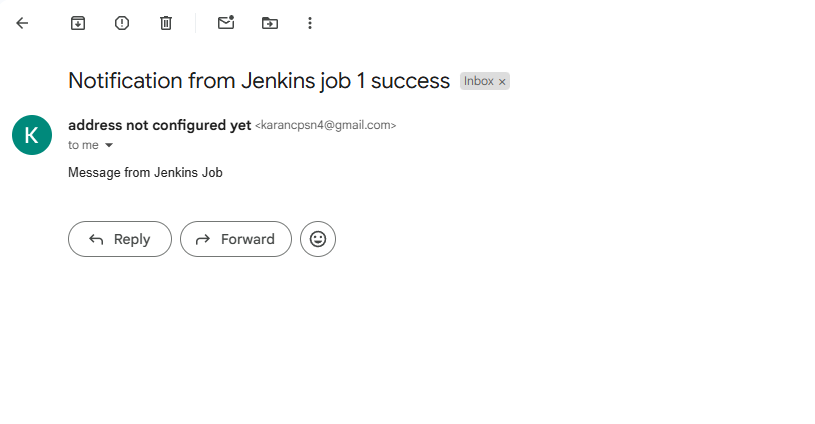 Notification from Jenkins job 1 success Inbox ×
K
address not configured yet <karancpsn4@gmail.com>
to me
Message from Jenkins Job
Reply Forward